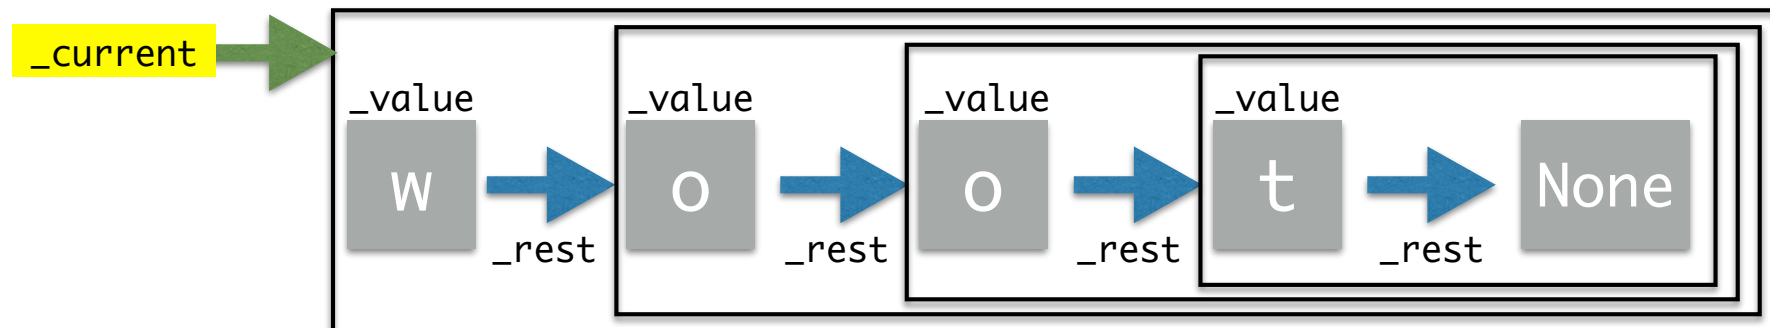 _current
_value _value _value _value
w o o t None
_rest _rest _rest _rest